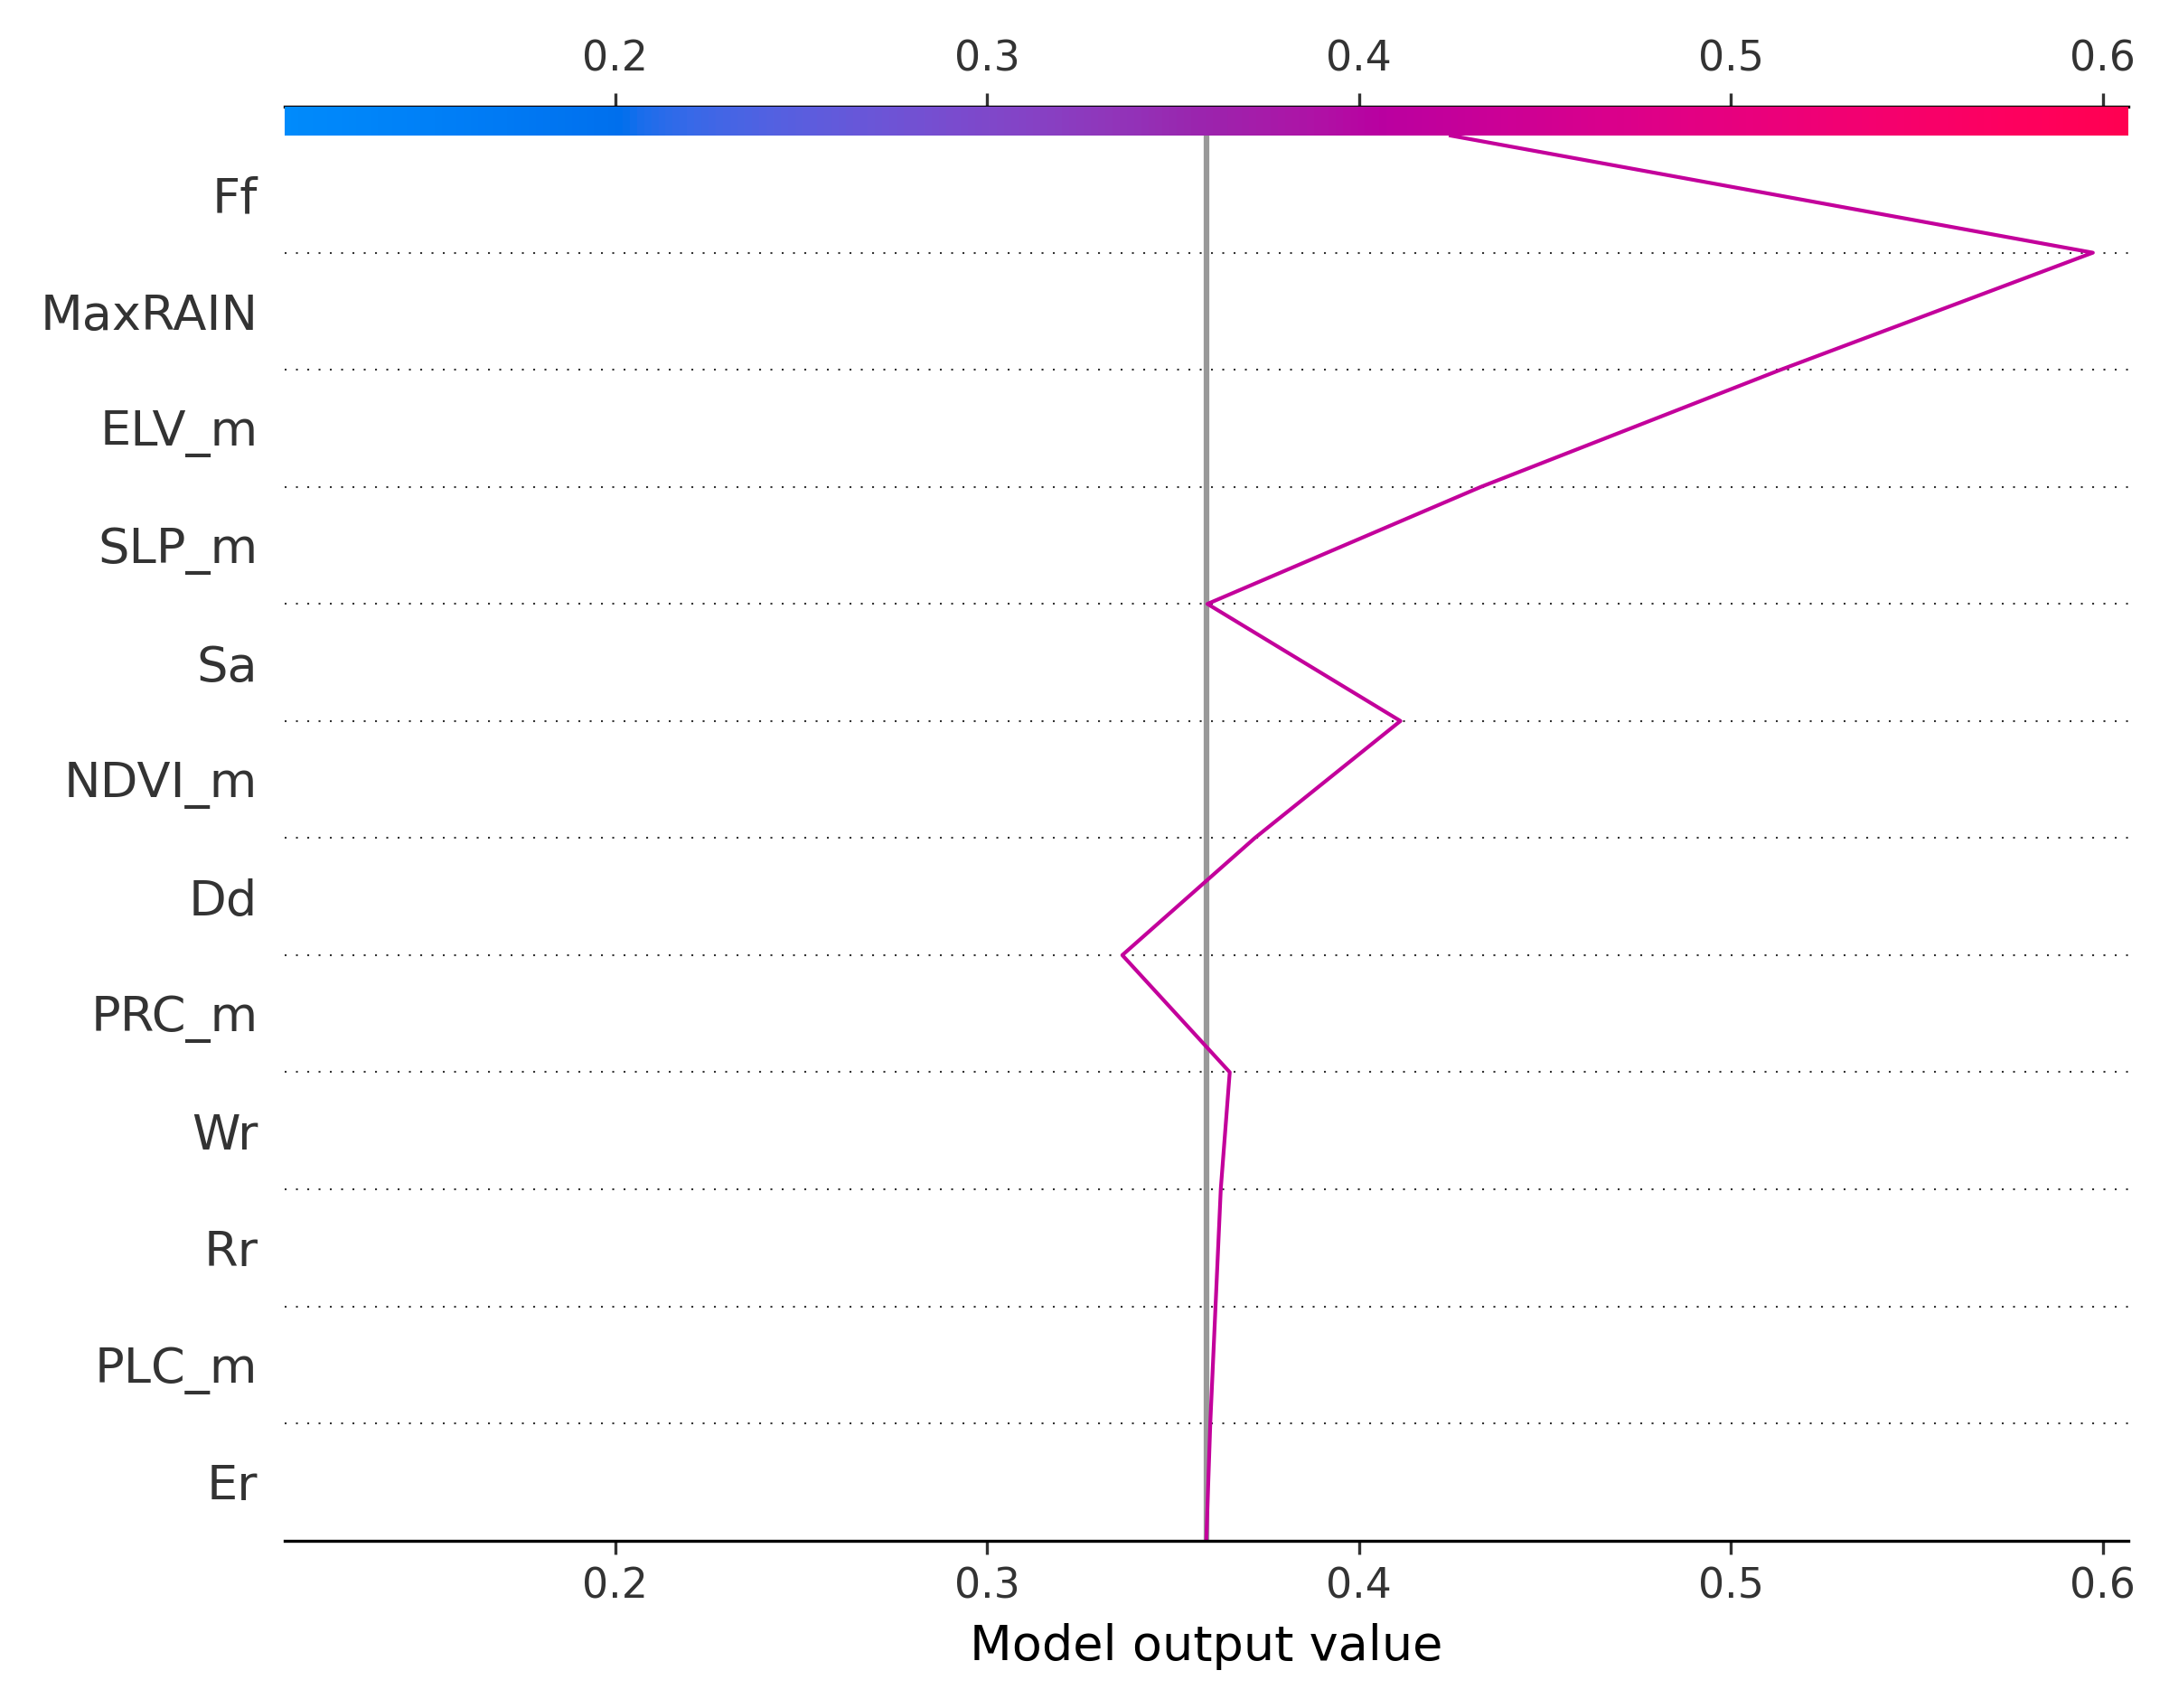 0.2 0.3 0.4 0.5 0.6
Ff
MaxRAIN
ELV_m
SLP_m
Sa
NDVI_m
Dd
PRC_m
Wr
Rr
PLC_m
Er
0.2 0.3 0.4 0.5 0.6
Model output value